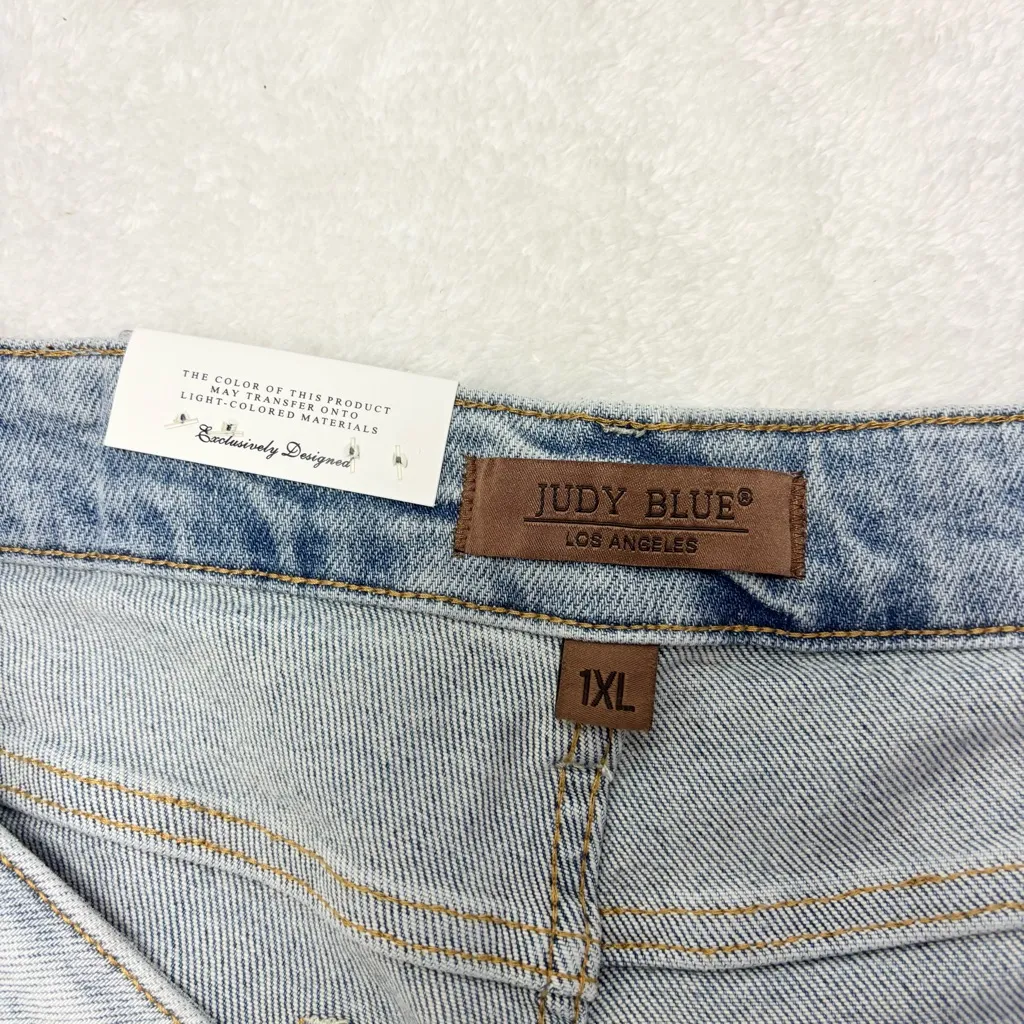 THE COLOR OF THIS PRODUCT
MAY TRANSFER ONTO
LIGHT-COLORED MATERIALS
Exclusively Designed
JUDY BLUE®
LOS ANGELES
1XL